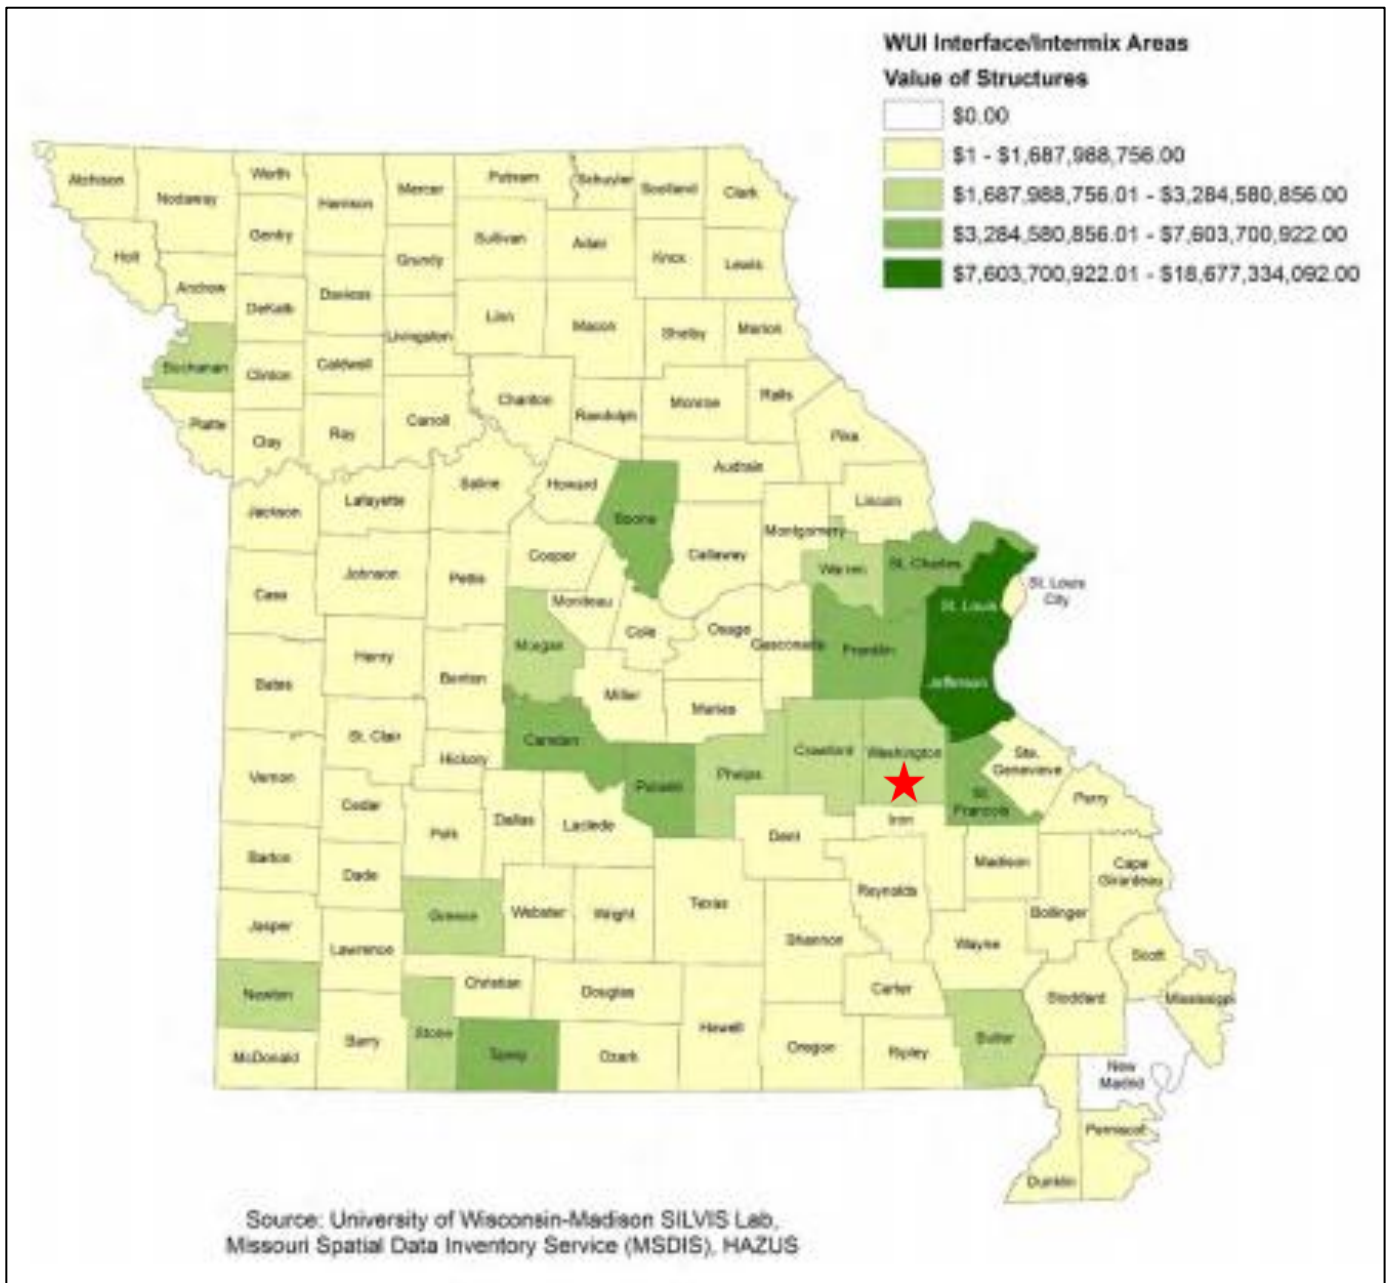 WUI Interface/Intermix Areas
Value of Structures
$0.00
$1 - $1,687,988,756.00
$1,687,988,756.01 - $3,284,580,856.00
$3,284,580,856.01 - $7,603,700,922.00
$7,603,700,922.01 - $18,677,334,092.00
Atchison
Nodaway
Worth
Harrison
Mercer
Putnam
Schuyler
Scotland
Clark
Holt
Andrew
Gentry
DeKalb
Daviess
Grundy
Sullivan
Adair
Knox
Lewis
Buchanan
Clinton
Caldwell
Livingston
Linn
Macon
Shelby
Marion
Platte
Clay
Ray
Carroll
Chariton
Randolph
Monroe
Ralls
Pike
Audrain
Jackson
Lafayette
Saline
Howard
Boone
Callaway
Montgomery
Lincoln
Cass
Johnson
Pettis
Cooper
Moniteau
Cole
Osage
Gasconade
Warren
St. Charles
St. Louis
St. Louis
City
Bates
Henry
Benton
Morgan
Miller
Maries
Franklin
Jefferson
Vernon
St. Clair
Hickory
Camden
Pulaski
Phelps
Crawford
Washington
Ste.
Genevieve
St.
Francois
Perry
Cedar
Polk
Dallas
Laclede
Dent
Iron
Madison
Cape
Girardeau
Bollinger
Barton
Dade
Greene
Webster
Wright
Texas
Reynolds
Shannon
Wayne
Scott
Jasper
Lawrence
Christian
Douglas
Carter
Stoddard
Mississippi
Newton
McDonald
Barry
Stone
Taney
Ozark
Howell
Oregon
Ripley
Butler
New
Madrid
Pemiscot
Dunklin
Source: University of Wisconsin-Madison SILVIS Lab,
Missouri Spatial Data Inventory Service (MSDIS), HAZUS